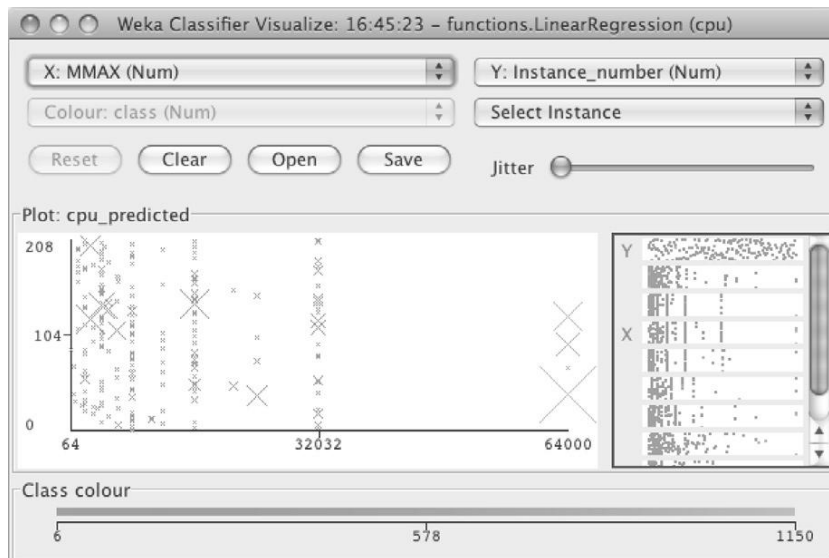 Weka Classifier Visualize: 16:45:23 – functions.LinearRegression (cpu)
X: MMAX (Num)
Y: Instance_number (Num)
Colour: class (Num)
Select Instance
Reset
Clear
Open
Save
Jitter
Plot: cpu_predicted
208
104
0
64
32032
64000
Y
X
Class colour
6
578
1150